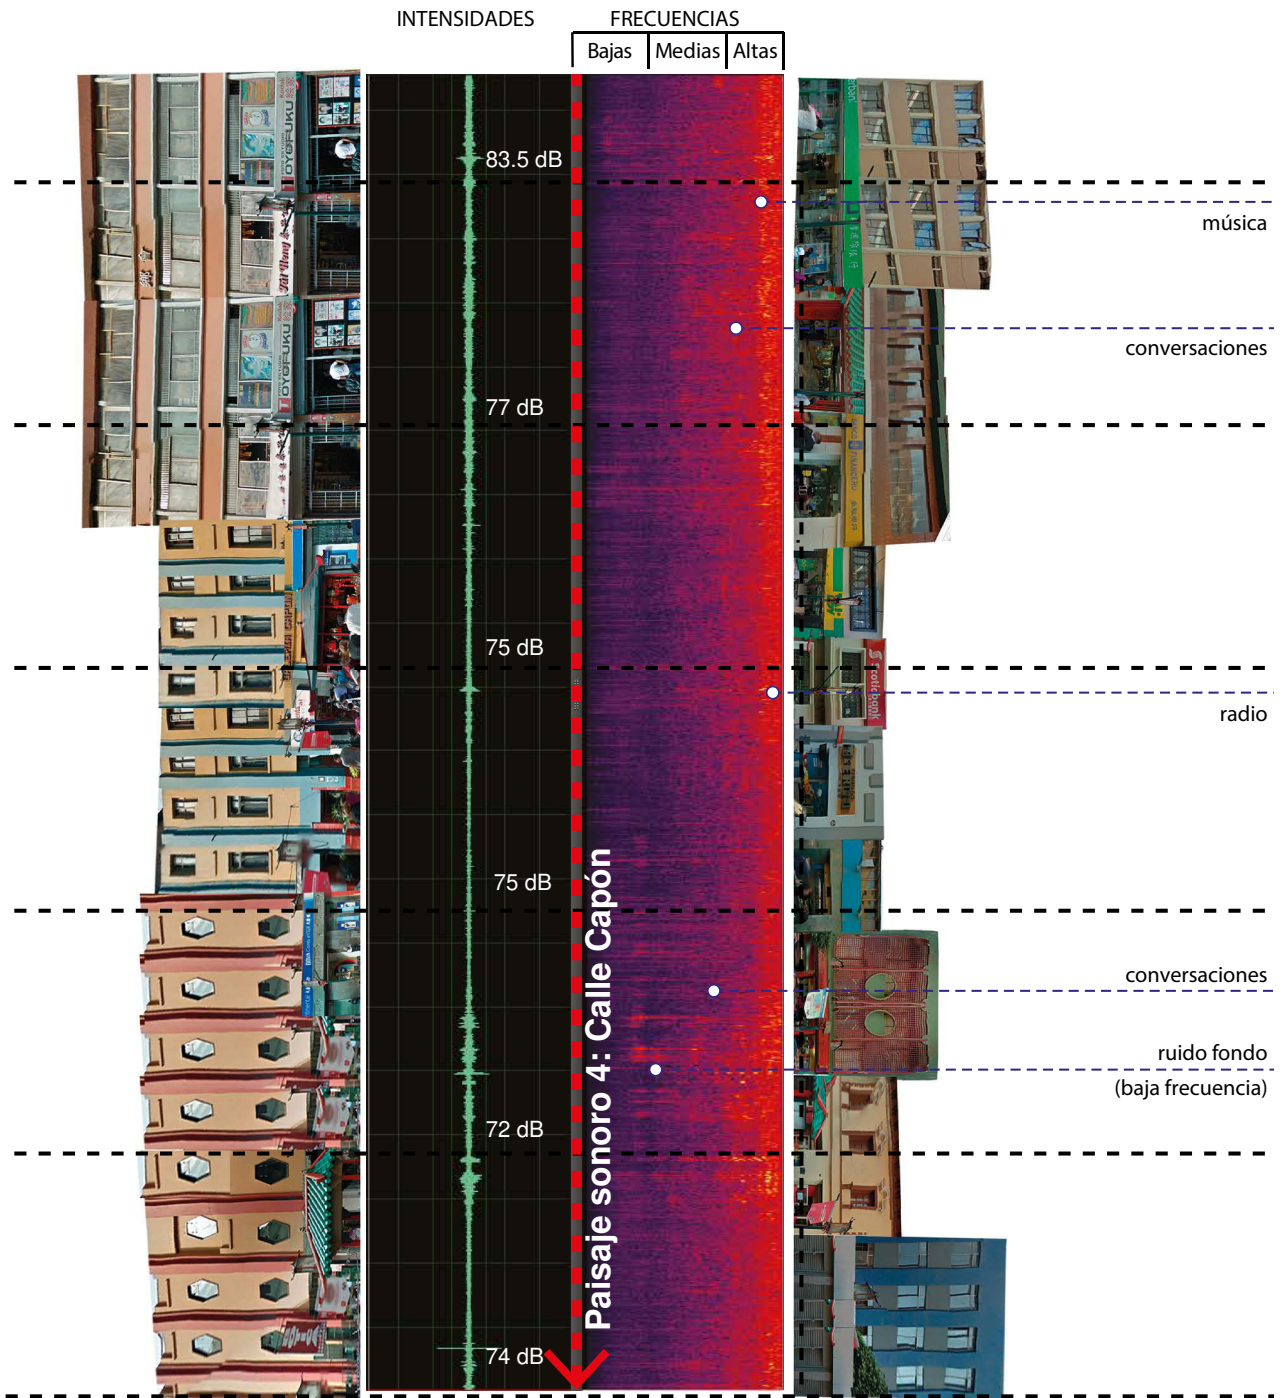 INTENSIDADES
FRECUENCIAS
Bajas
Medias
Altas
83.5 dB
música
conversaciones
77 dB
75 dB
Scotiabank
radio
75 dB
Paisaje sonoro 4: Calle Capón
conversaciones
ruido fondo
(baja frecuencia)
72 dB
74 dB